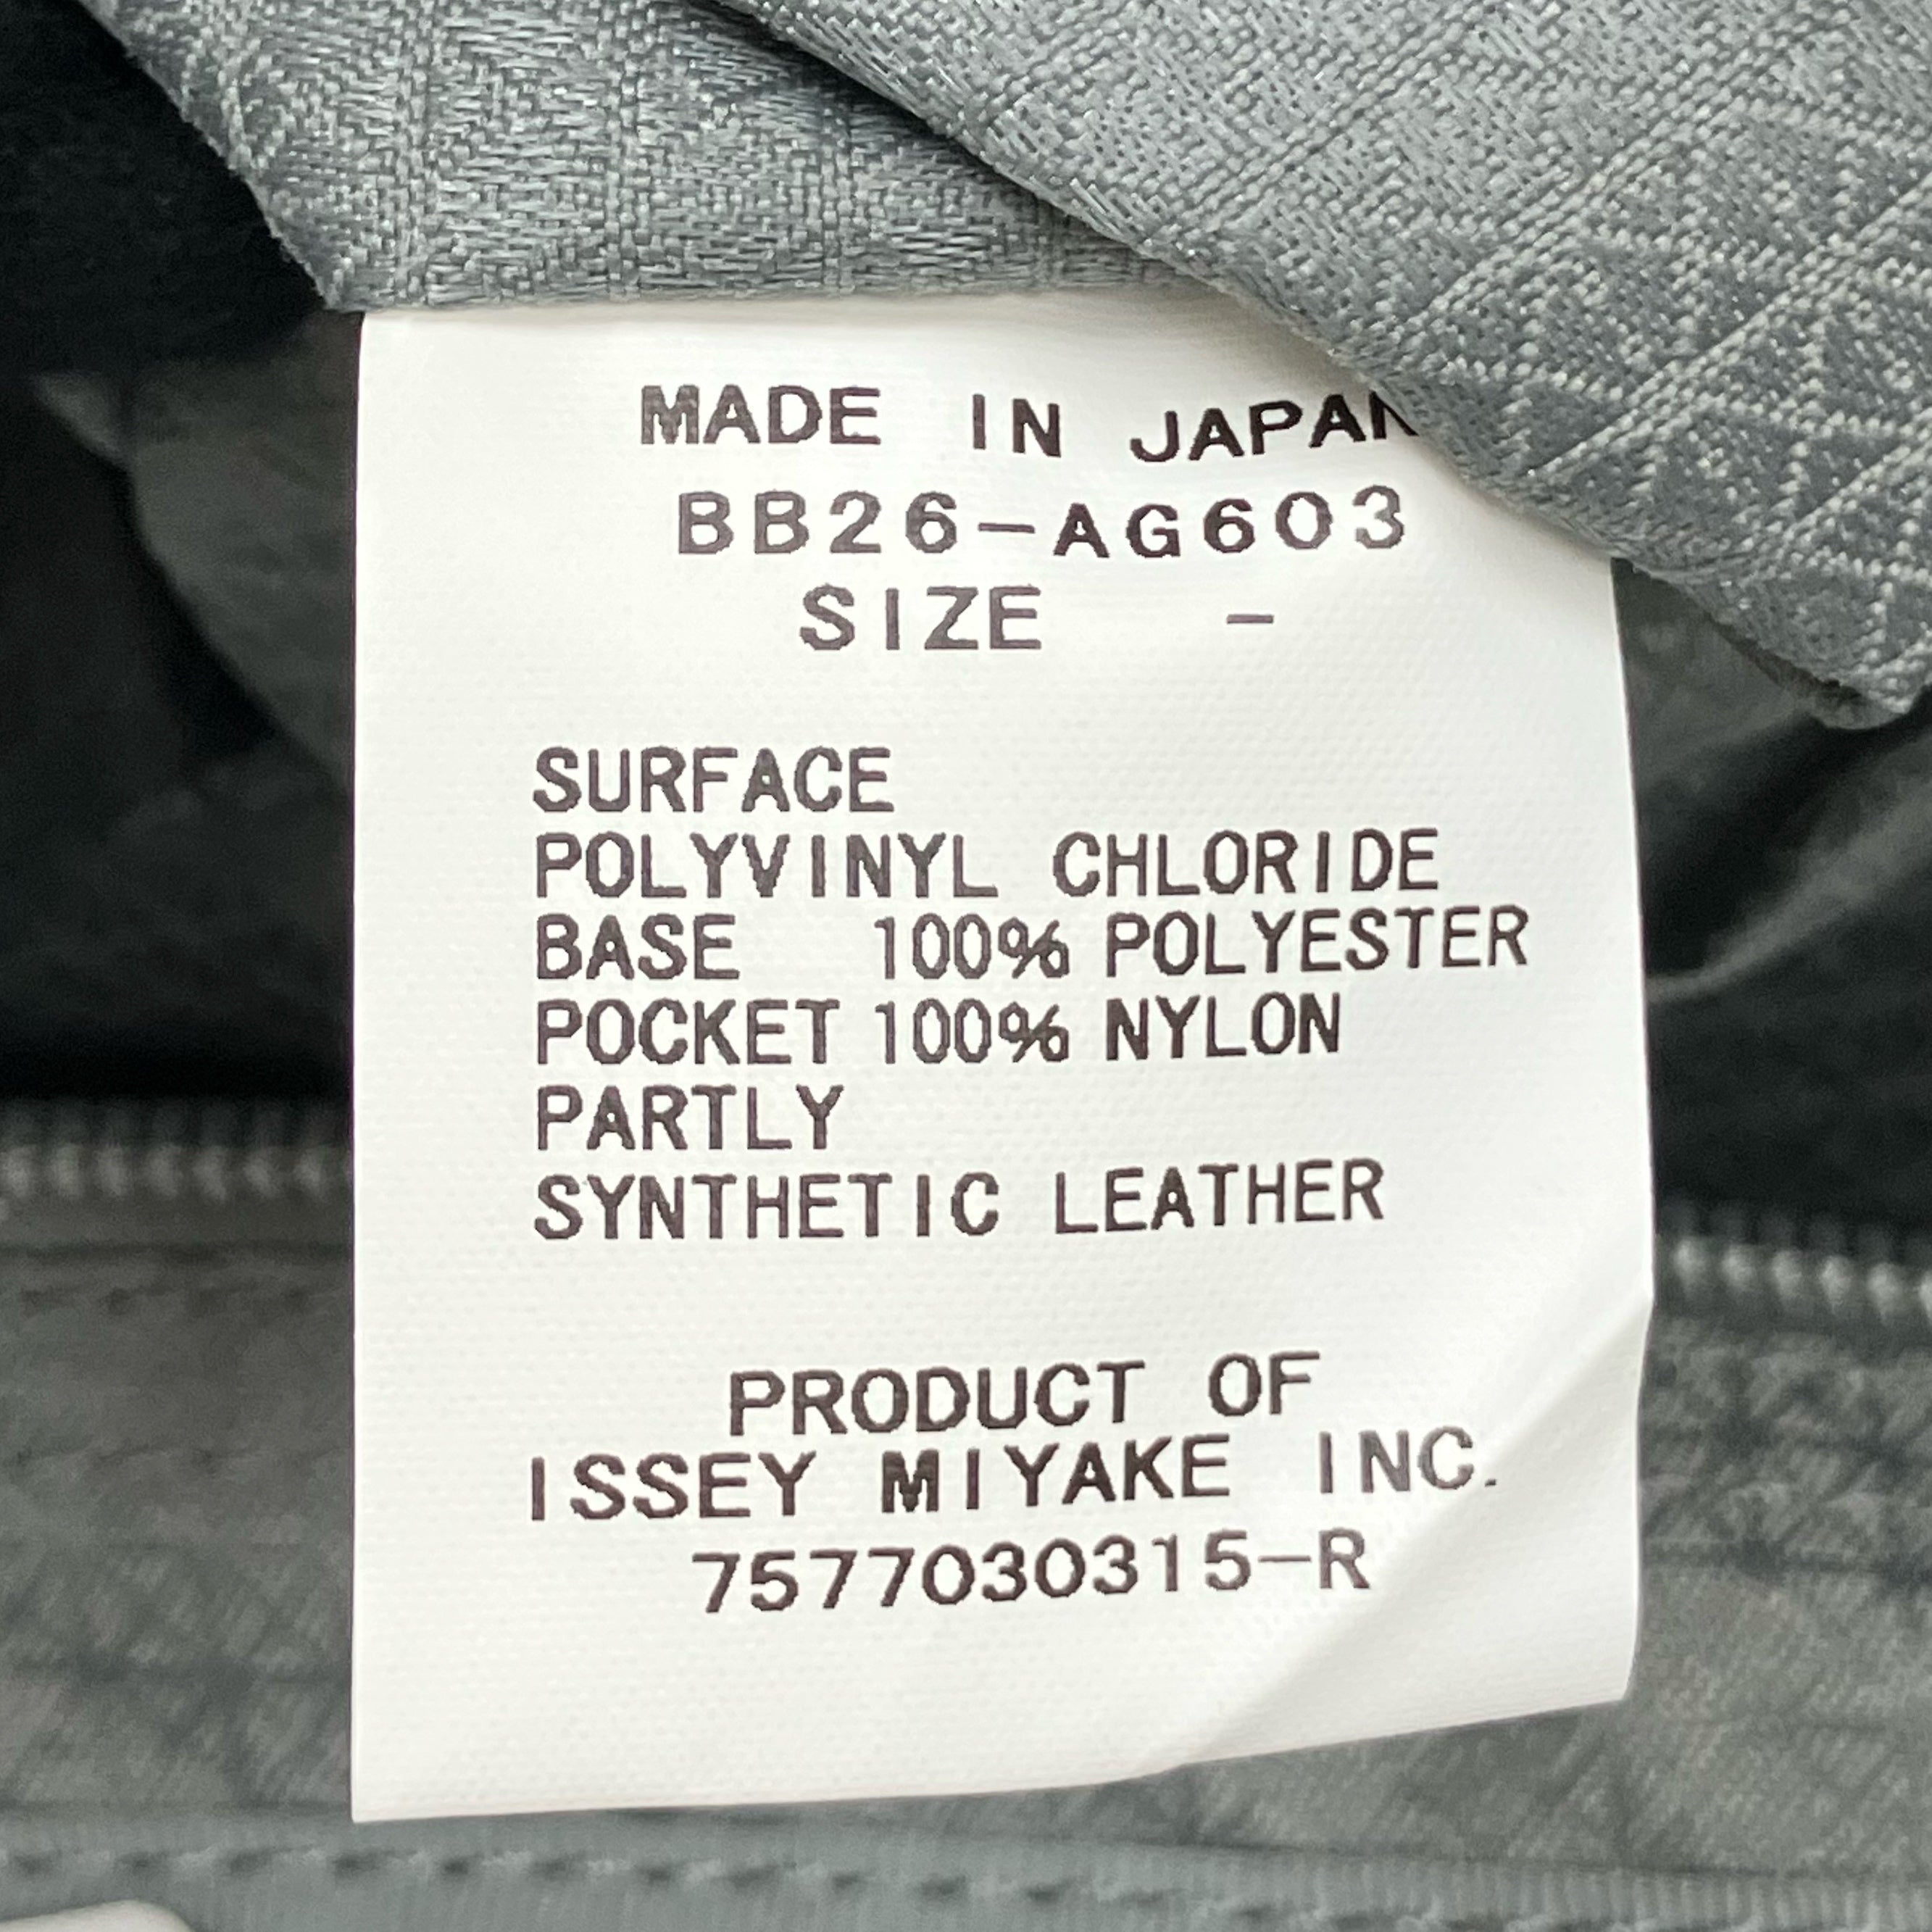 MADE IN JAPAN
BB26-AG603
SIZE -
SURFACE
POLYVINYL CHLORIDE
BASE 100% POLYESTER
POCKET 100% NYLON
PARTLY
SYNTHETIC LEATHER
PRODUCT OF
ISSEY MIYAKE INC.
7577030315-R